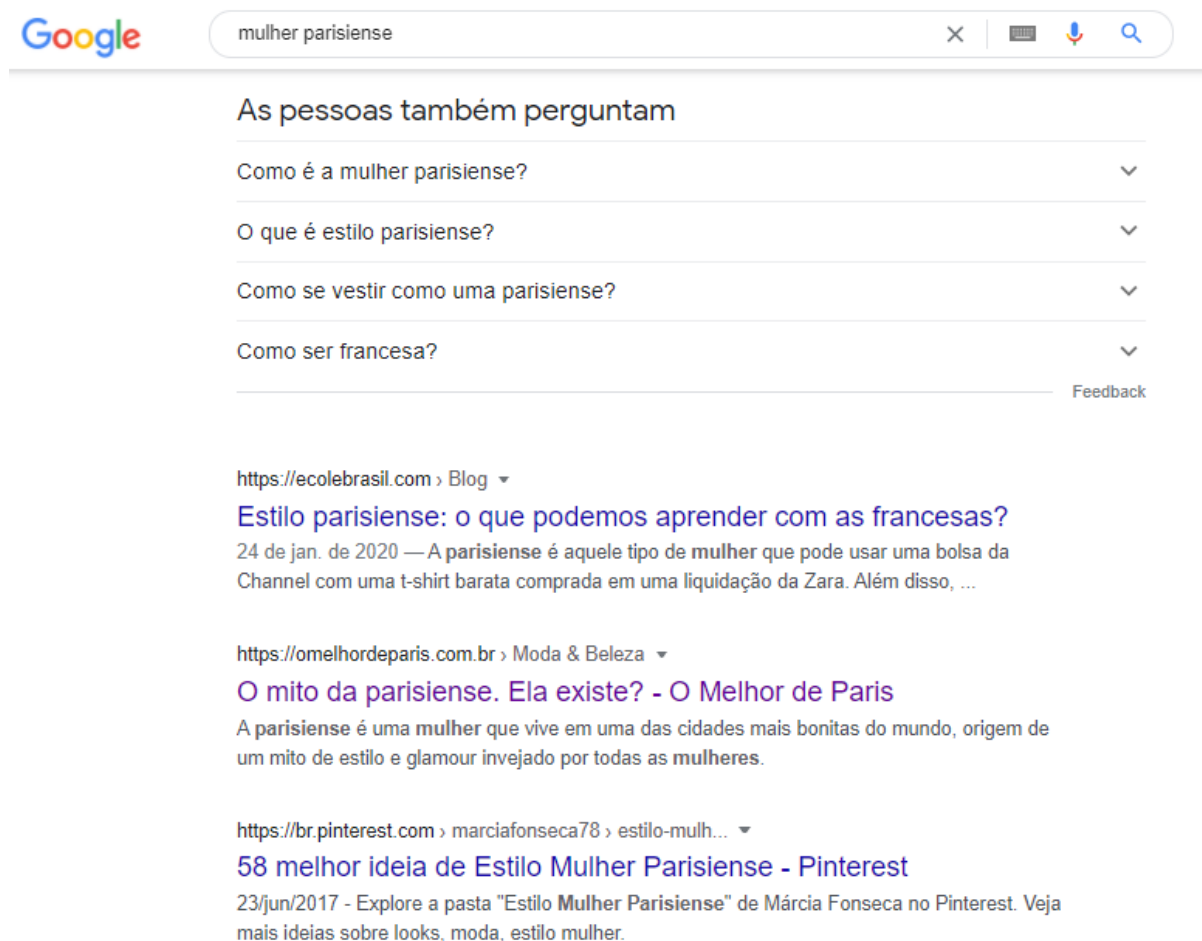 Google
mulher parisiense
As pessoas também perguntam
Como é a mulher parisiense?
O que é estilo parisiense?
Como se vestir como uma parisiense?
Como ser francesa?
Feedback
https://ecolebrasil.com › Blog
Estilo parisiense: o que podemos aprender com as francesas?
24 de jan. de 2020 — A parisiense é aquele tipo de mulher que pode usar uma bolsa da
Channel com uma t-shirt barata comprada em uma liquidação da Zara. Além disso, ...
https://omelhordeparis.com.br › Moda & Beleza
O mito da parisiense. Ela existe? - O Melhor de Paris
A parisiense é uma mulher que vive em uma das cidades mais bonitas do mundo, origem de
um mito de estilo e glamour invejado por todas as mulheres.
https://br.pinterest.com › marciafonseca78 › estilo-mulh...
58 melhor ideia de Estilo Mulher Parisiense - Pinterest
23/jun/2017 - Explore a pasta "Estilo Mulher Parisiense" de Márcia Fonseca no Pinterest. Veja
mais ideias sobre looks, moda, estilo mulher.